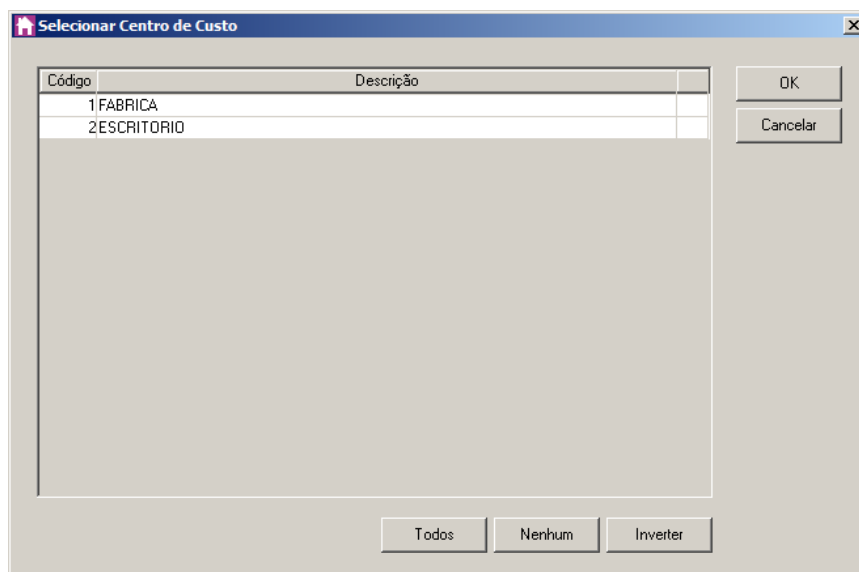 Selecionar Centro de Custo
Código Descrição
1 FABRICA
2 ESCRITORIO
OK
Cancelar
Todos Nenhum Inverter